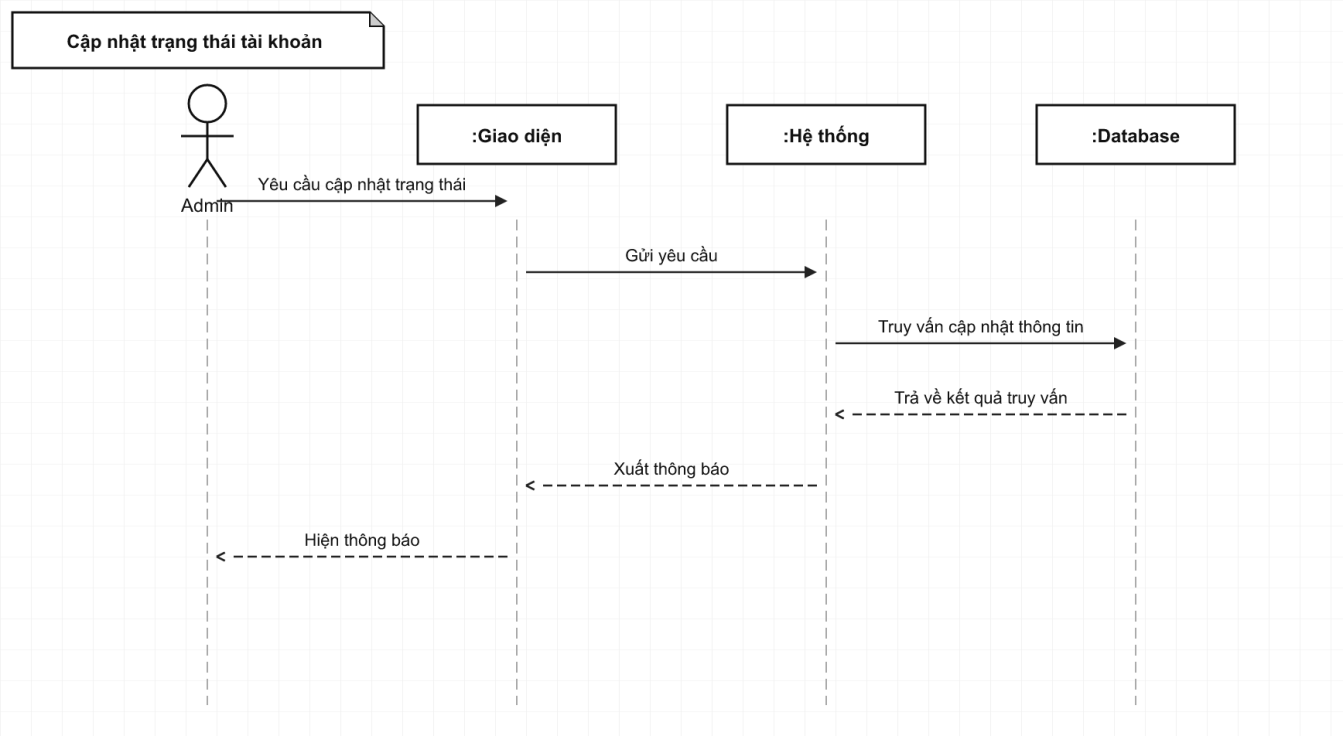 Cập nhật trạng thái tài khoản
:Giao diện
:Hệ thống
:Database
Yêu cầu cập nhật trạng thái
Admin
Gửi yêu cầu
Truy vấn cập nhật thông tin
Trả về kết quả truy vấn
Xuất thông báo
Hiện thông báo